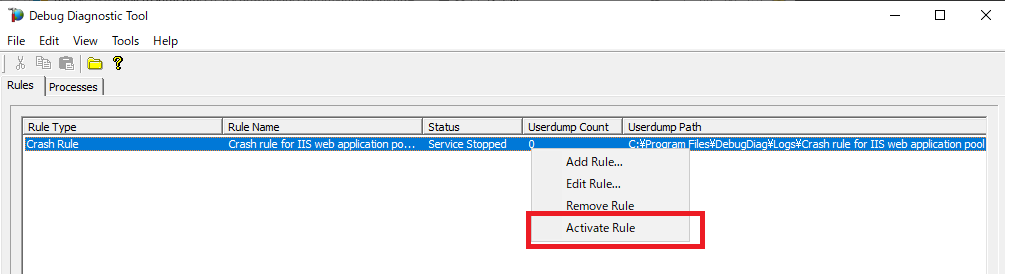 Debug Diagnostic Tool
File Edit View Tools Help
Rules Processes
Rule Type Rule Name Status Userdump Count Userdump Path
Crash Rule Crash rule for IIS web application po... Service Stopped 0 C:¥Program Files¥DebugDiag¥Logs¥Crash rule for IIS web application pool
Add Rule...
Edit Rule...
Remove Rule
Activate Rule